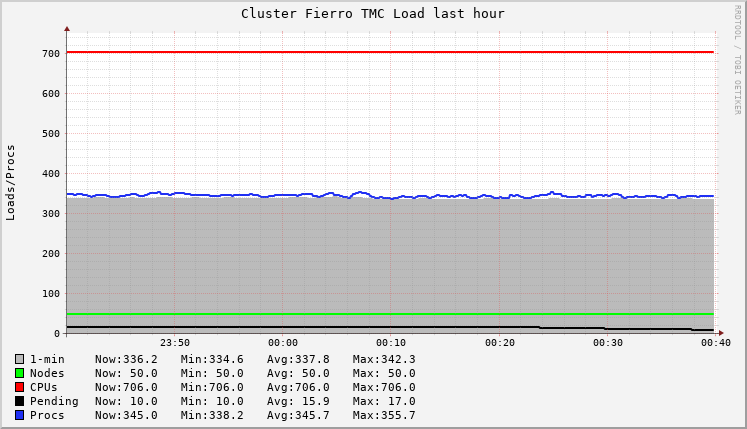 Cluster Fierro TMC Load last hour
RRDTOOL / TOBI OETIKER
Loads/Procs
700
600
500
400
300
200
100
0
23:50 00:00 00:10 00:20 00:30 00:40
1-min Now:336.2 Min:334.6 Avg:337.8 Max:342.3
Nodes Now: 50.0 Min: 50.0 Avg: 50.0 Max: 50.0
CPUs Now:706.0 Min:706.0 Avg:706.0 Max:706.0
Pending Now: 10.0 Min: 10.0 Avg: 15.9 Max: 17.0
Procs Now:345.0 Min:338.2 Avg:345.7 Max:355.7